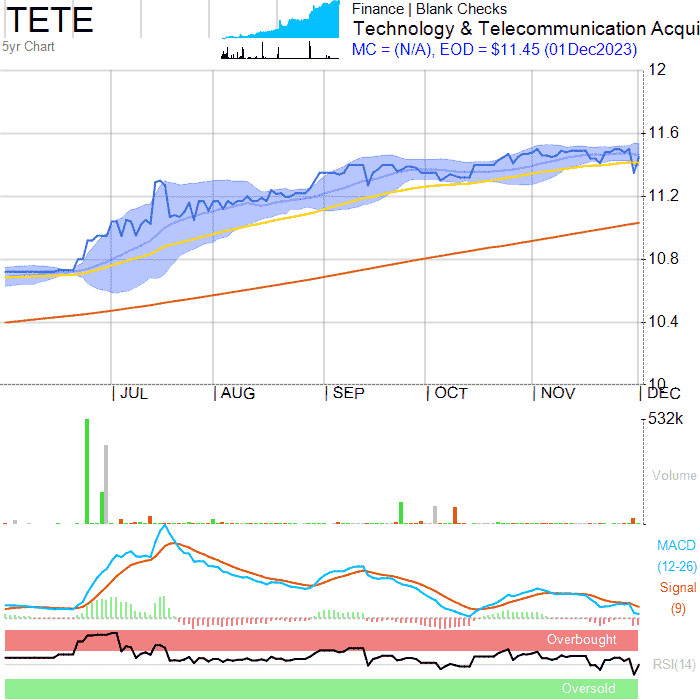 TETE
5yr Chart
Finance | Blank Checks
Technology & Telecommunication Acqui
MC = (N/A), EOD = $11.45 (01Dec2023)
12
11.6
11.2
10.8
10.4
10
JUL AUG SEP OCT NOV DEC
532k
Volume
MACD
(12-26)
Signal
(9)
Overbought
RSI(14)
Oversold